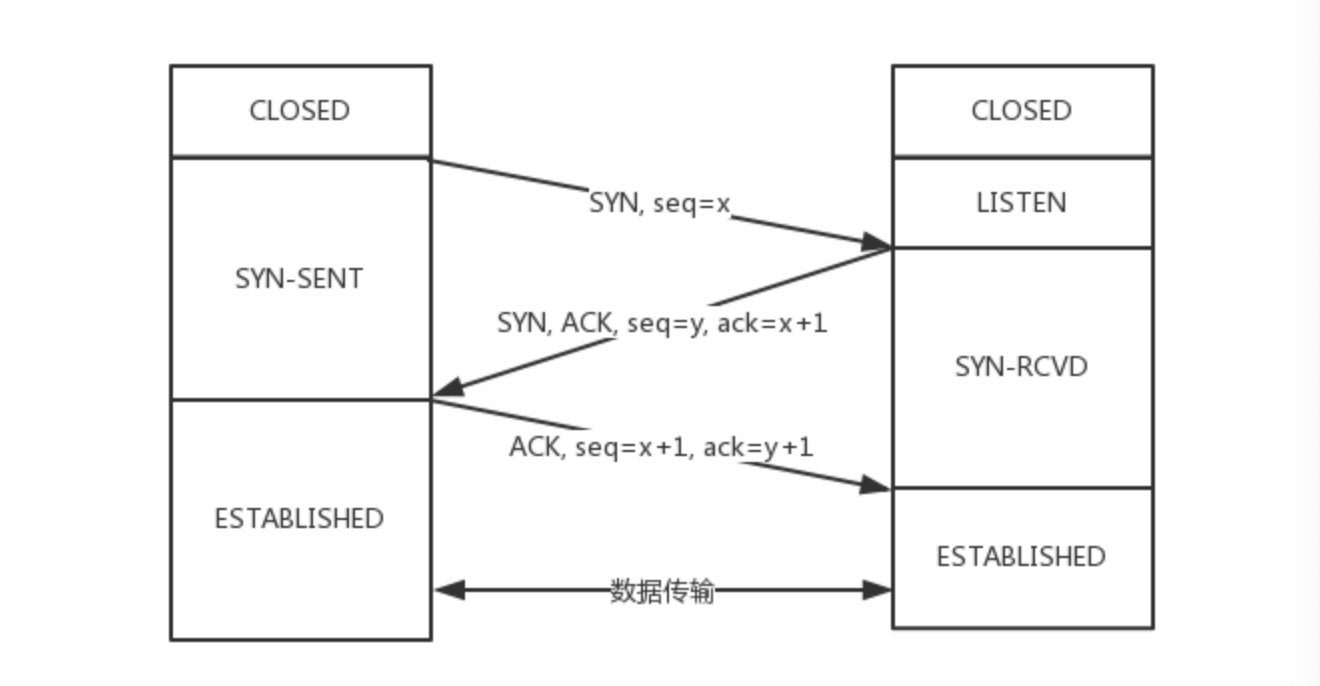 CLOSED
CLOSED
SYN, seq=x
LISTEN
SYN-SENT
SYN, ACK, seq=y, ack=x+1
SYN-RCVD
ACK, seq=x+1, ack=y+1
ESTABLISHED
ESTABLISHED
数据传输